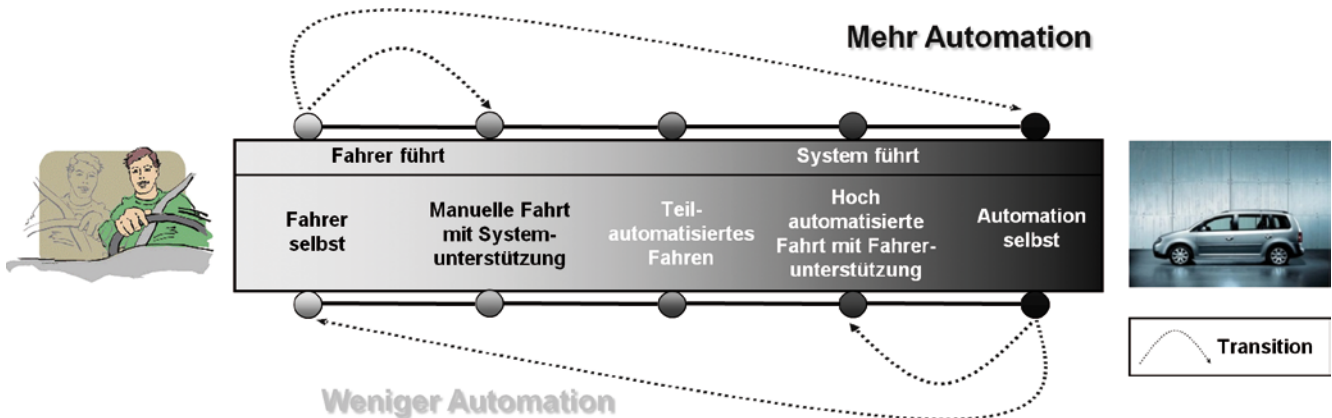 Mehr Automation
Fahrer führt
System führt
Fahrer
selbst
Manuelle Fahrt
mit System-
unterstützung
Teil-
automatisiertes
Fahren
Hoch
automatisierte
Fahrt mit Fahrer-
unterstützung
Automation
selbst
Transition
Weniger Automation